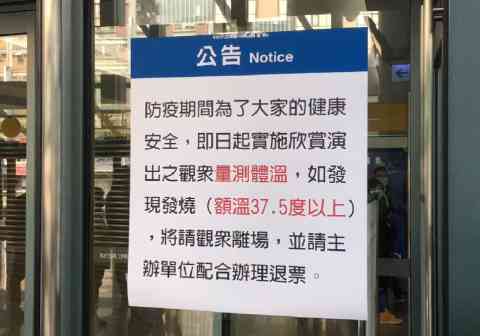 公告 Notice
防疫期間為了大家的健康
安全，即日起實施欣賞演
出之觀眾量測體溫，如發
現發燒（額溫37.5度以上）
，將請觀眾離場，並請主
辦單位配合辦理退票。